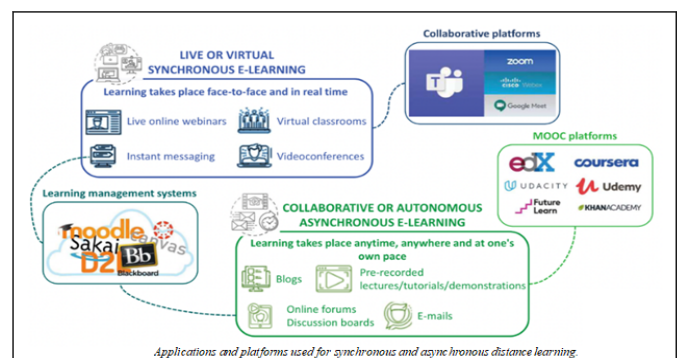 Collaborative platforms
LIVE OR VIRTUAL
SYNCHRONOUS E-LEARNING
Learning takes place face-to-face and in real time
Live online webinars
Virtual classrooms
Instant messaging
Videoconferences
T
zoom
CISCO
Google Meet
MOOC platforms
edX
coursera
UDACITY
Udemy
Future
Learn
KHANACADEMY
Learning management systems
moodle
Sakai
canvas
D2L
Bb
Blackboard
COLLABORATIVE OR AUTONOMOUS
ASYNCHRONOUS E-LEARNING
Learning takes place anytime, anywhere and at one's
own pace
Blogs
Pre-recorded
lectures/tutorials/demonstrations
Online forums
Discussion boards
E-mails
Applications and platforms used for synchronous and asynchronous distance learning.